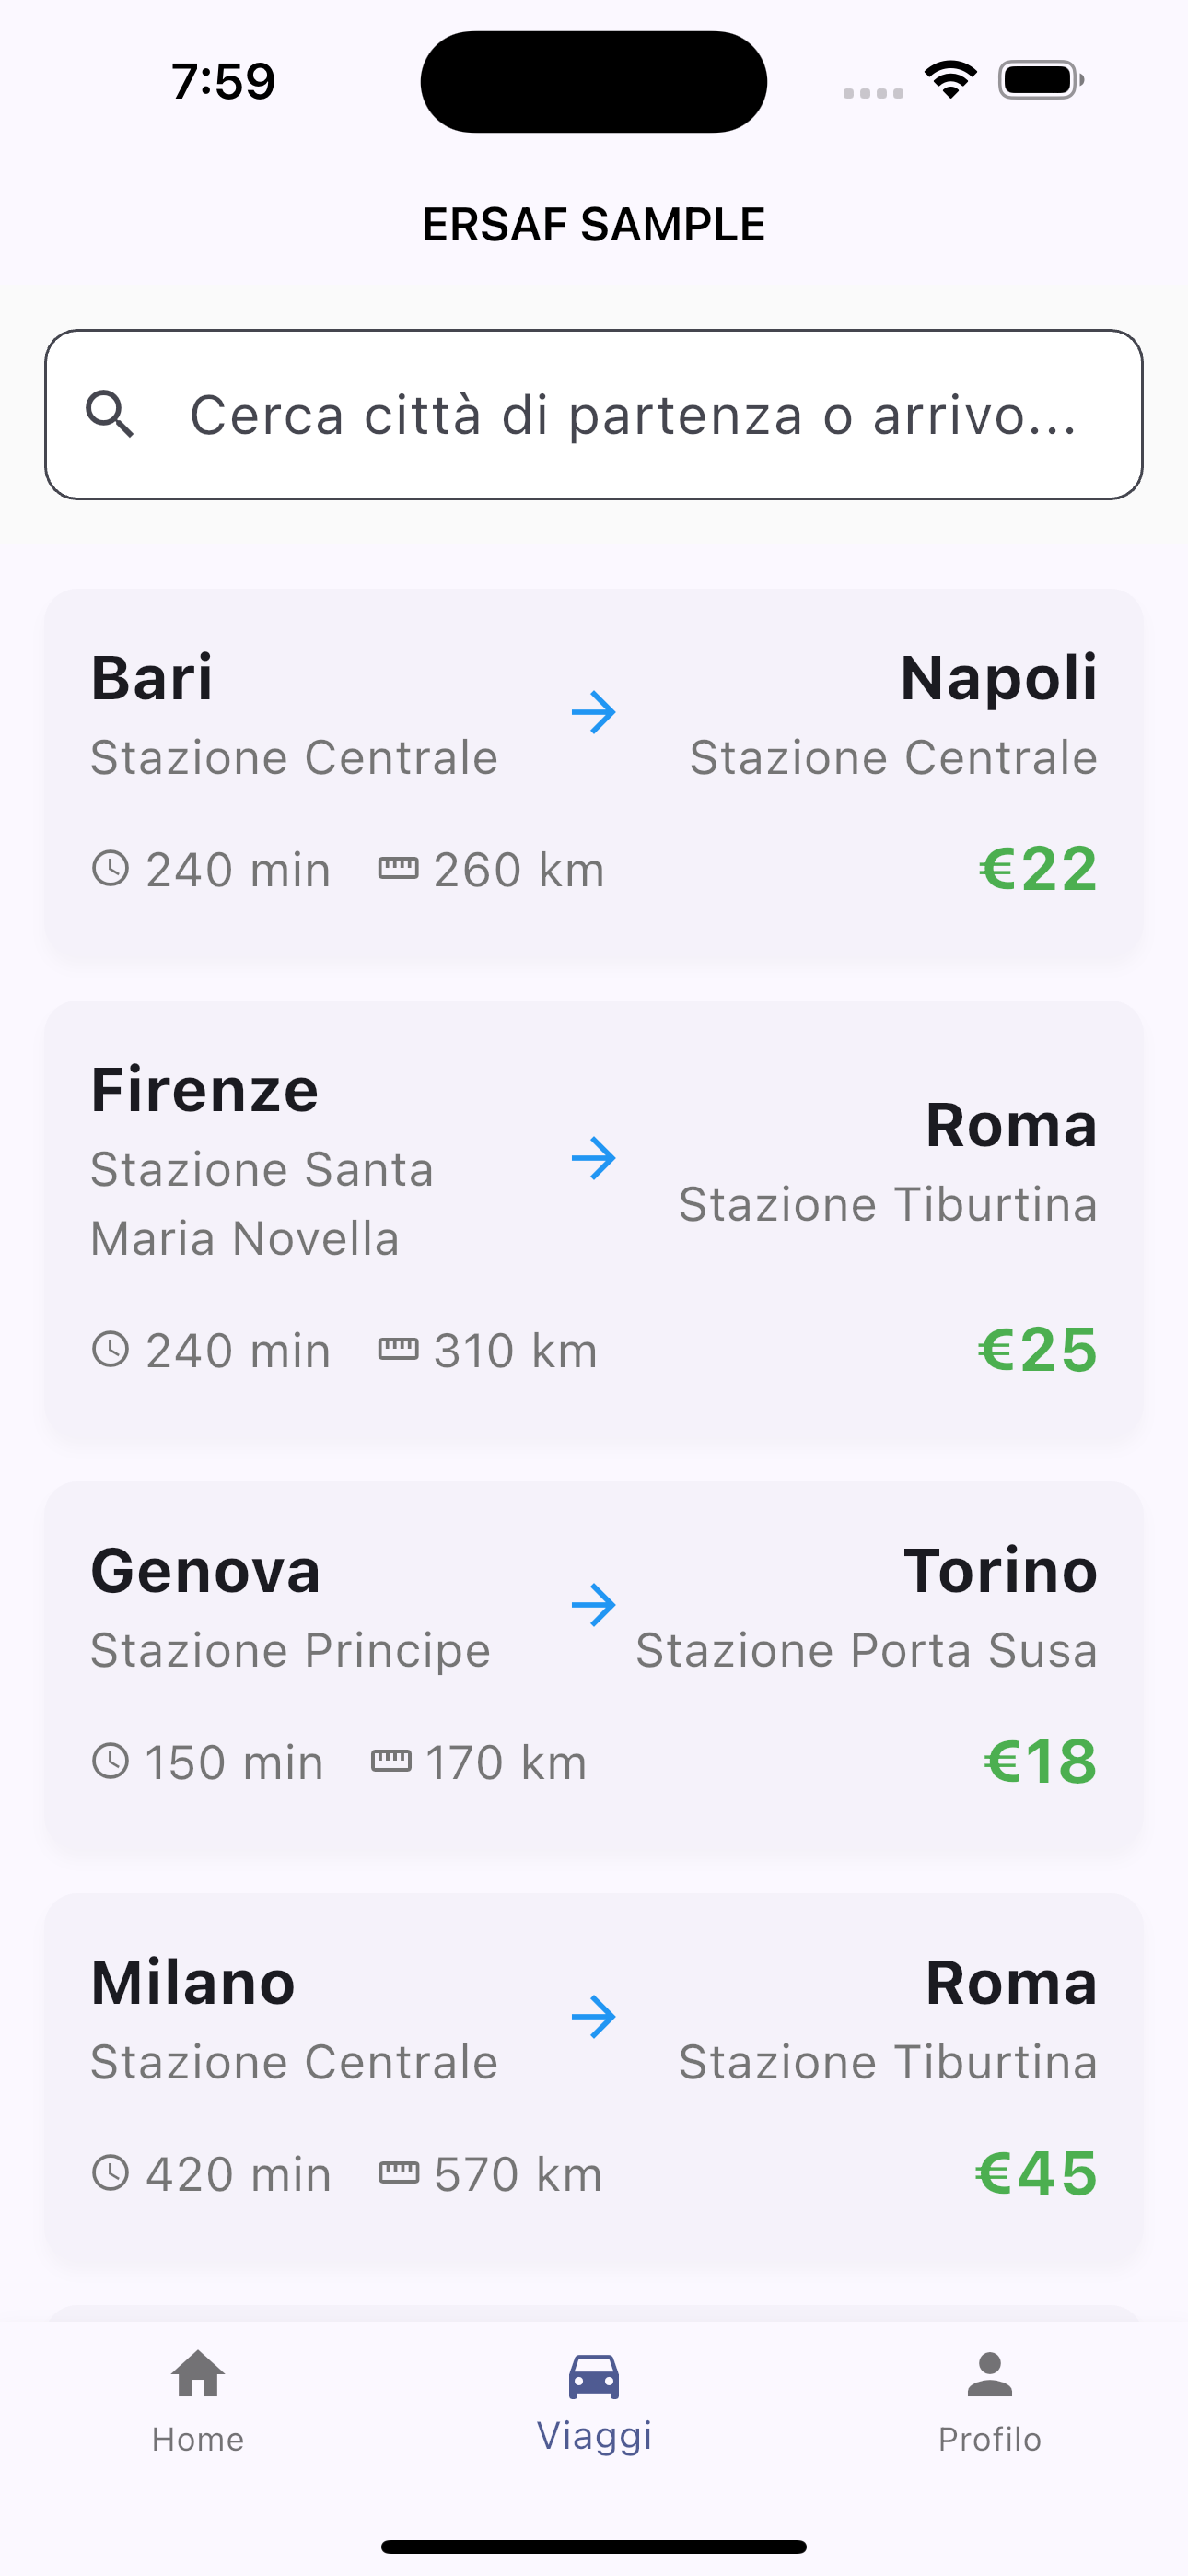 7:59
ERSAF SAMPLE
Cerca città di partenza o arrivo...
Bari
Napoli
Stazione Centrale
Stazione Centrale
240 min
260 km
€22
Firenze
Stazione Santa
Maria Novella
Roma
Stazione Tiburtina
240 min
310 km
€25
Genova
Torino
Stazione Principe
Stazione Porta Susa
150 min
170 km
€18
Milano
Roma
Stazione Centrale
Stazione Tiburtina
420 min
570 km
€45
Home
Viaggi
Profilo